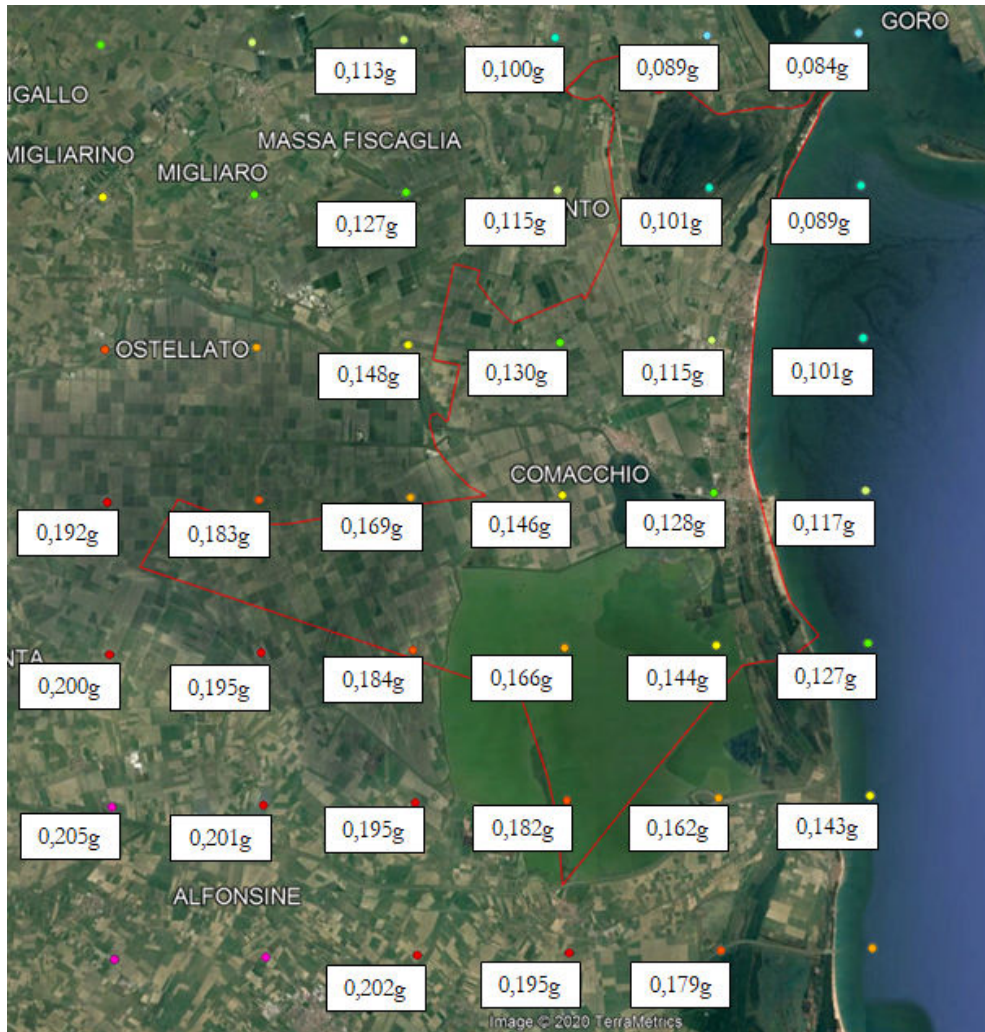 GORO
0,113g 0,100g 0,089g 0,084g
IGALLO
MASSA FISCAGLIA
MIGLIARINO
MIGLIARO
0,127g 0,115g NTO 0,101g 0,089g
OSTELLATO
0,148g 0,130g 0,115g 0,101g
COMACCHIO
0,192g 0,183g 0,169g 0,146g 0,128g 0,117g
NTA
0,200g 0,195g 0,184g 0,166g 0,144g 0,127g
0,205g 0,201g 0,195g 0,182g 0,162g 0,143g
ALFONSINE
0,202g 0,195g 0,179g
Image © 2020 TerraMetrics